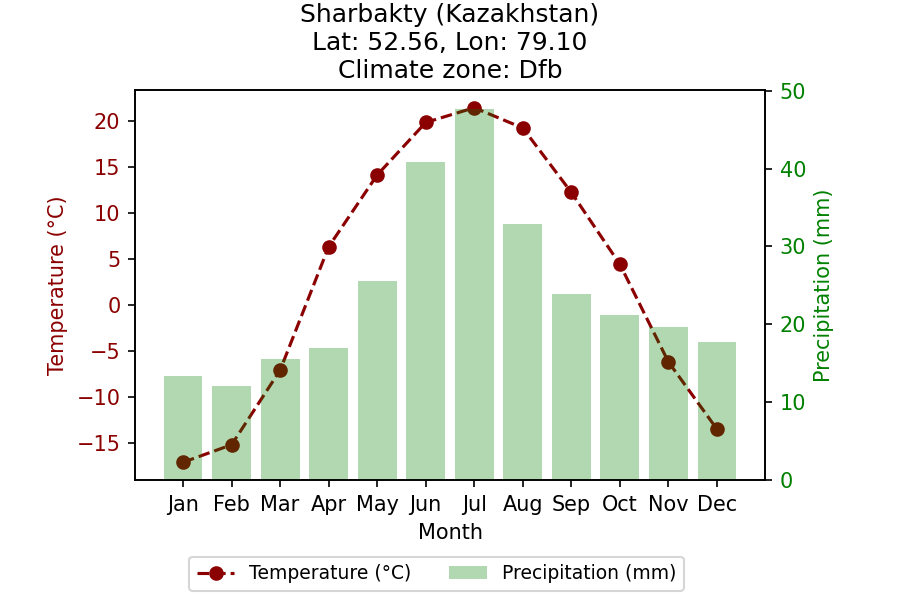 Sharbakty (Kazakhstan)
Lat: 52.56, Lon: 79.10
Climate zone: Dfb
Temperature (°C)
20
15
10
5
0
−5
−10
−15
50
40
30
20
10
0
Precipitation (mm)
Jan Feb Mar Apr May Jun Jul Aug Sep Oct Nov Dec
Month
Temperature (°C) Precipitation (mm)